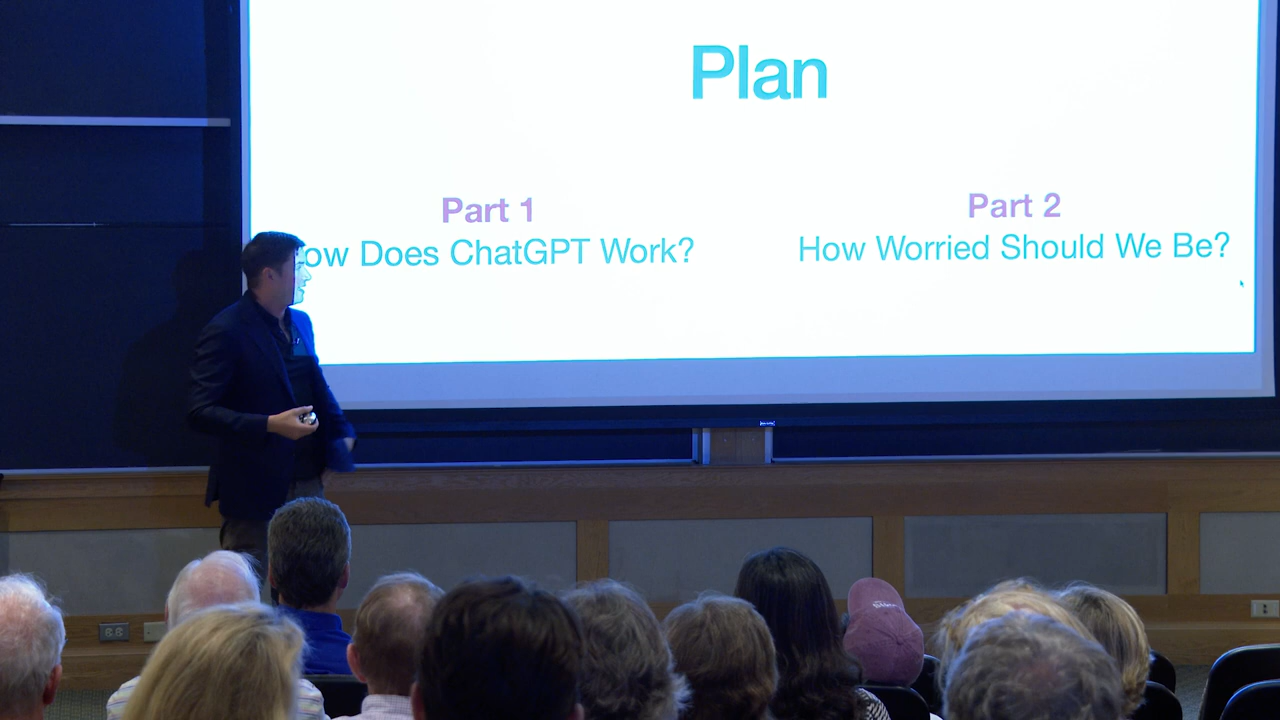 Plan
Part 1
ow Does ChatGPT Work?
Part 2
How Worried Should We Be?